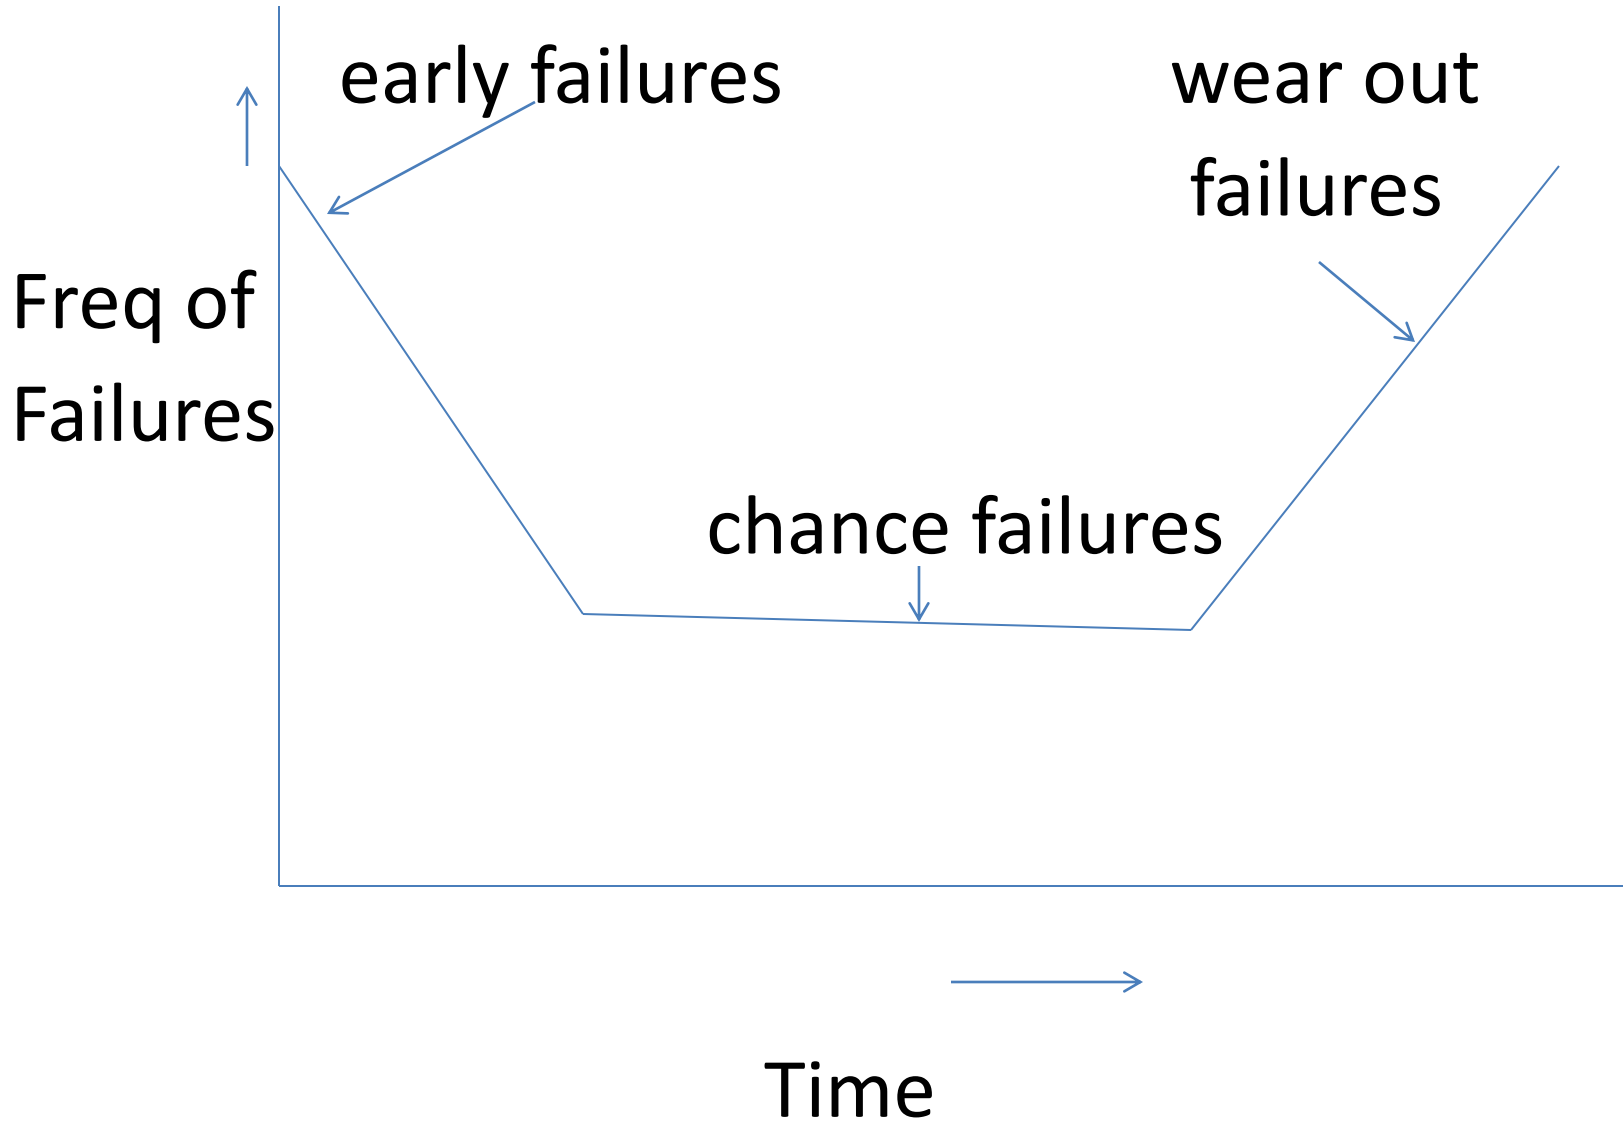 early failures
wear out
failures
Freq of
Failures
chance failures
Time